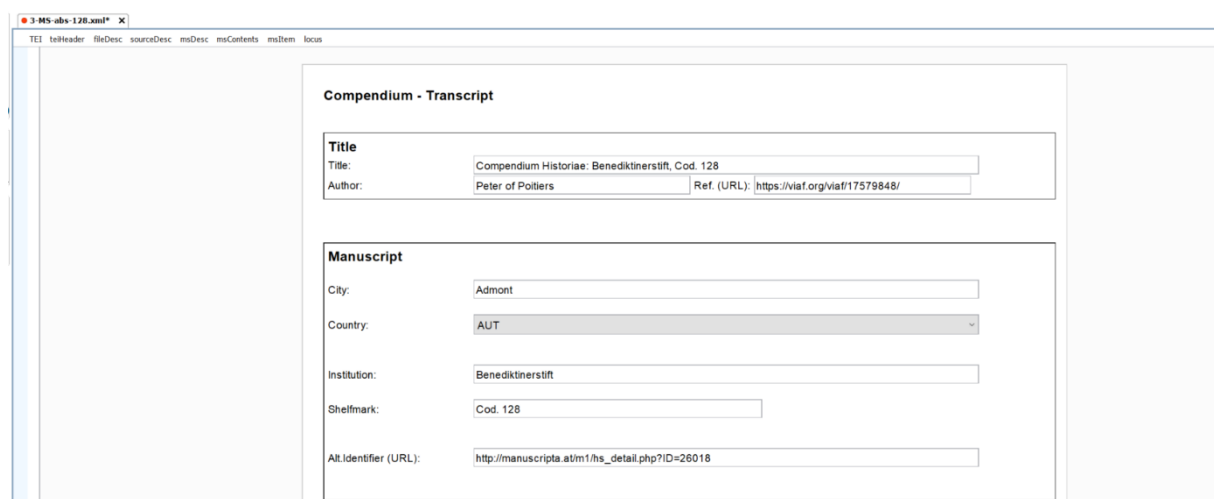 3-MS-abs-128.xml* X
TEI teiHeader fileDesc sourceDesc msDesc msContents msItem locus
Compendium - Transcript
Title
Title: Compendium Historiae: Benediktinerstift, Cod. 128
Author: Peter of Poitiers Ref. (URL): https://viaf.org/viaf/17579848/
Manuscript
City: Admont
Country: AUT
Institution: Benediktinerstift
Shelfmark: Cod. 128
Alt.Identifier (URL): http://manuscripta.at/m1/hs_detail.php?ID=26018